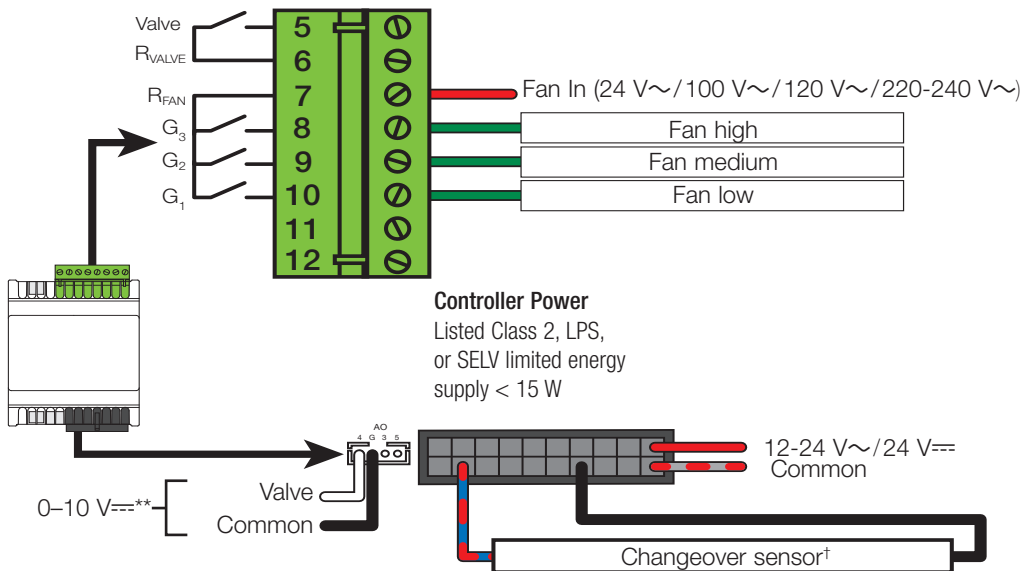 Valve
5
R_VALVE
6
R_FAN
7
Fan In (24 V～/100 V～/120 V～/220-240 V～)
G₃
8
Fan high
G₂
9
Fan medium
G₁
10
Fan low
11
12
Controller Power
Listed Class 2, LPS,
or SELV limited energy
supply < 15 W
AO
4 G 3 5
12-24 V～/24 V⎓
Common
Valve
0–10 V⎓**
Common
Changeover sensor†